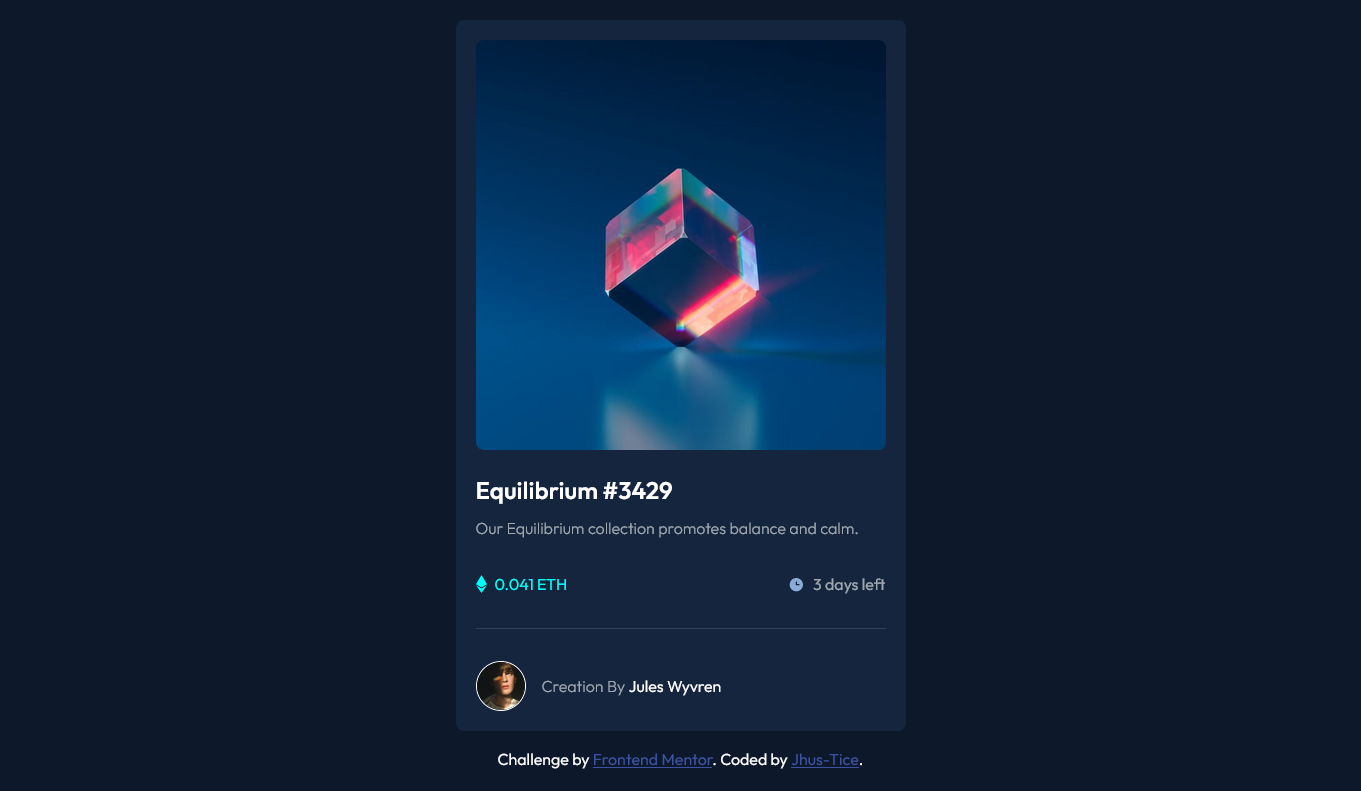 Equilibrium #3429
Our Equilibrium collection promotes balance and calm.
0.041 ETH
3 days left
Creation By Jules Wyvren
Challenge by Frontend Mentor. Coded by Jhus-Tice.